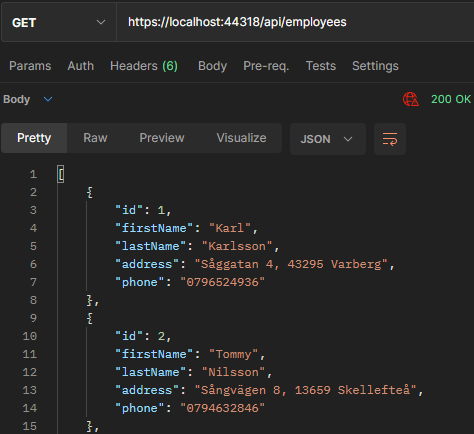 GET https://localhost:44318/api/employees
Params Auth Headers (6) Body Pre-req. Tests Settings
Body 200 OK
Pretty Raw Preview Visualize JSON
1 [
2 {
3 "id": 1,
4 "firstName": "Karl",
5 "lastName": "Karlsson",
6 "address": "Såggatan 4, 43295 Varberg",
7 "phone": "0796524936"
8 },
9 {
10 "id": 2,
11 "firstName": "Tommy",
12 "lastName": "Nilsson",
13 "address": "Sångvägen 8, 13659 Skellefteå",
14 "phone": "0794632846"
15 },